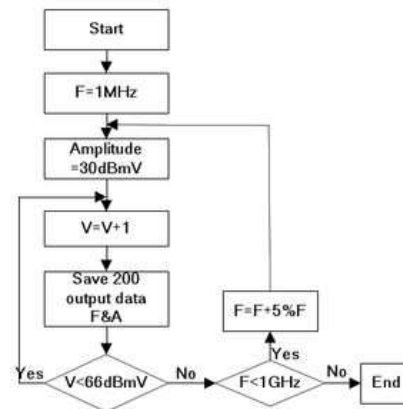 Start
F=1MHz
Amplitude
=30dBmV
V=V+1
Save 200
output data
F&A
V<66dBmV
Yes
No
F<1GHz
Yes
F=F+5%F
No
End